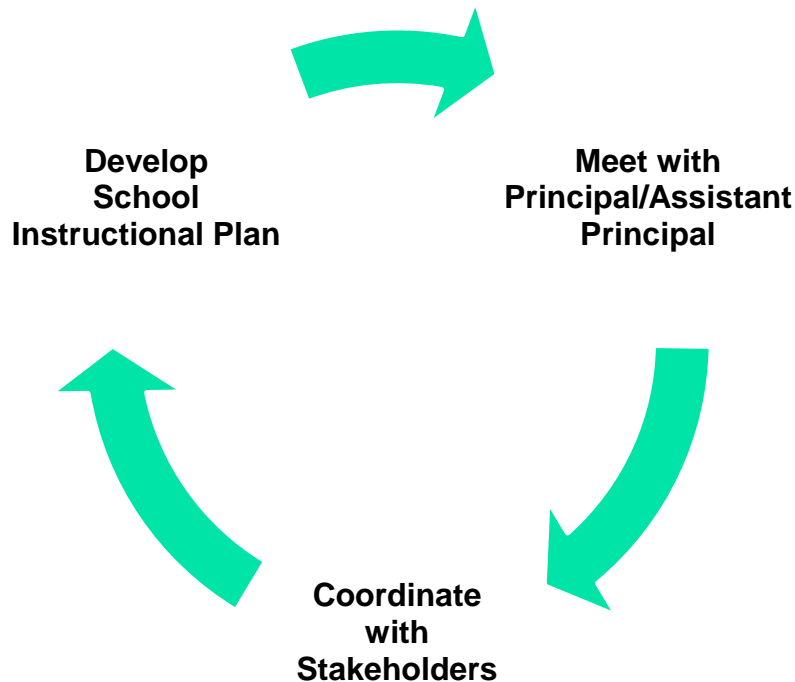 Develop
School
Instructional Plan
Meet with
Principal/Assistant
Principal
Coordinate
with
Stakeholders